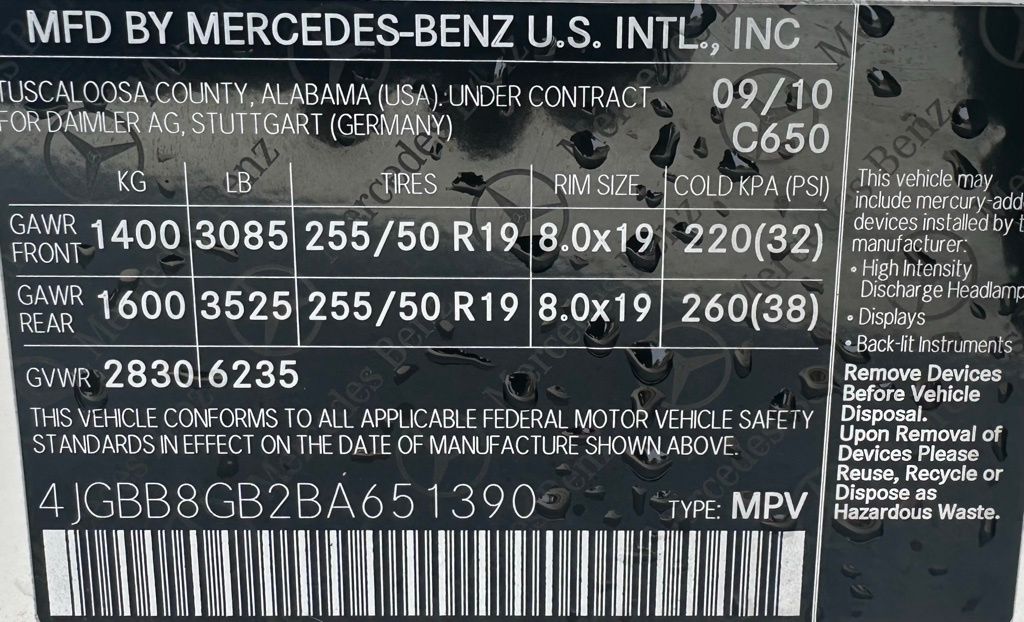 MFD BY MERCEDES-BENZ U.S. INTL., INC
TUSCALOOSA COUNTY, ALABAMA (USA). UNDER CONTRACT 09/10
FOR DAIMLER AG, STUTTGART (GERMANY) C650
KG LB TIRES RIM SIZE COLD KPA (PSI)
GAWR FRONT 1400 3085 255/50 R19 8.0x19 220(32)
GAWR REAR 1600 3525 255/50 R19 8.0x19 260(38)
GVWR 2830 6235
THIS VEHICLE CONFORMS TO ALL APPLICABLE FEDERAL MOTOR VEHICLE SAFETY
STANDARDS IN EFFECT ON THE DATE OF MANUFACTURE SHOWN ABOVE.
4JGBB8GB2BA651390 TYPE: MPV
This vehicle may
include mercury-add
devices installed by t
manufacturer:
• High Intensity
Discharge Headlamp
• Displays
• Back-lit Instruments
Remove Devices
Before Vehicle
Disposal.
Upon Removal of
Devices Please
Reuse, Recycle or
Dispose as
Hazardous Waste.